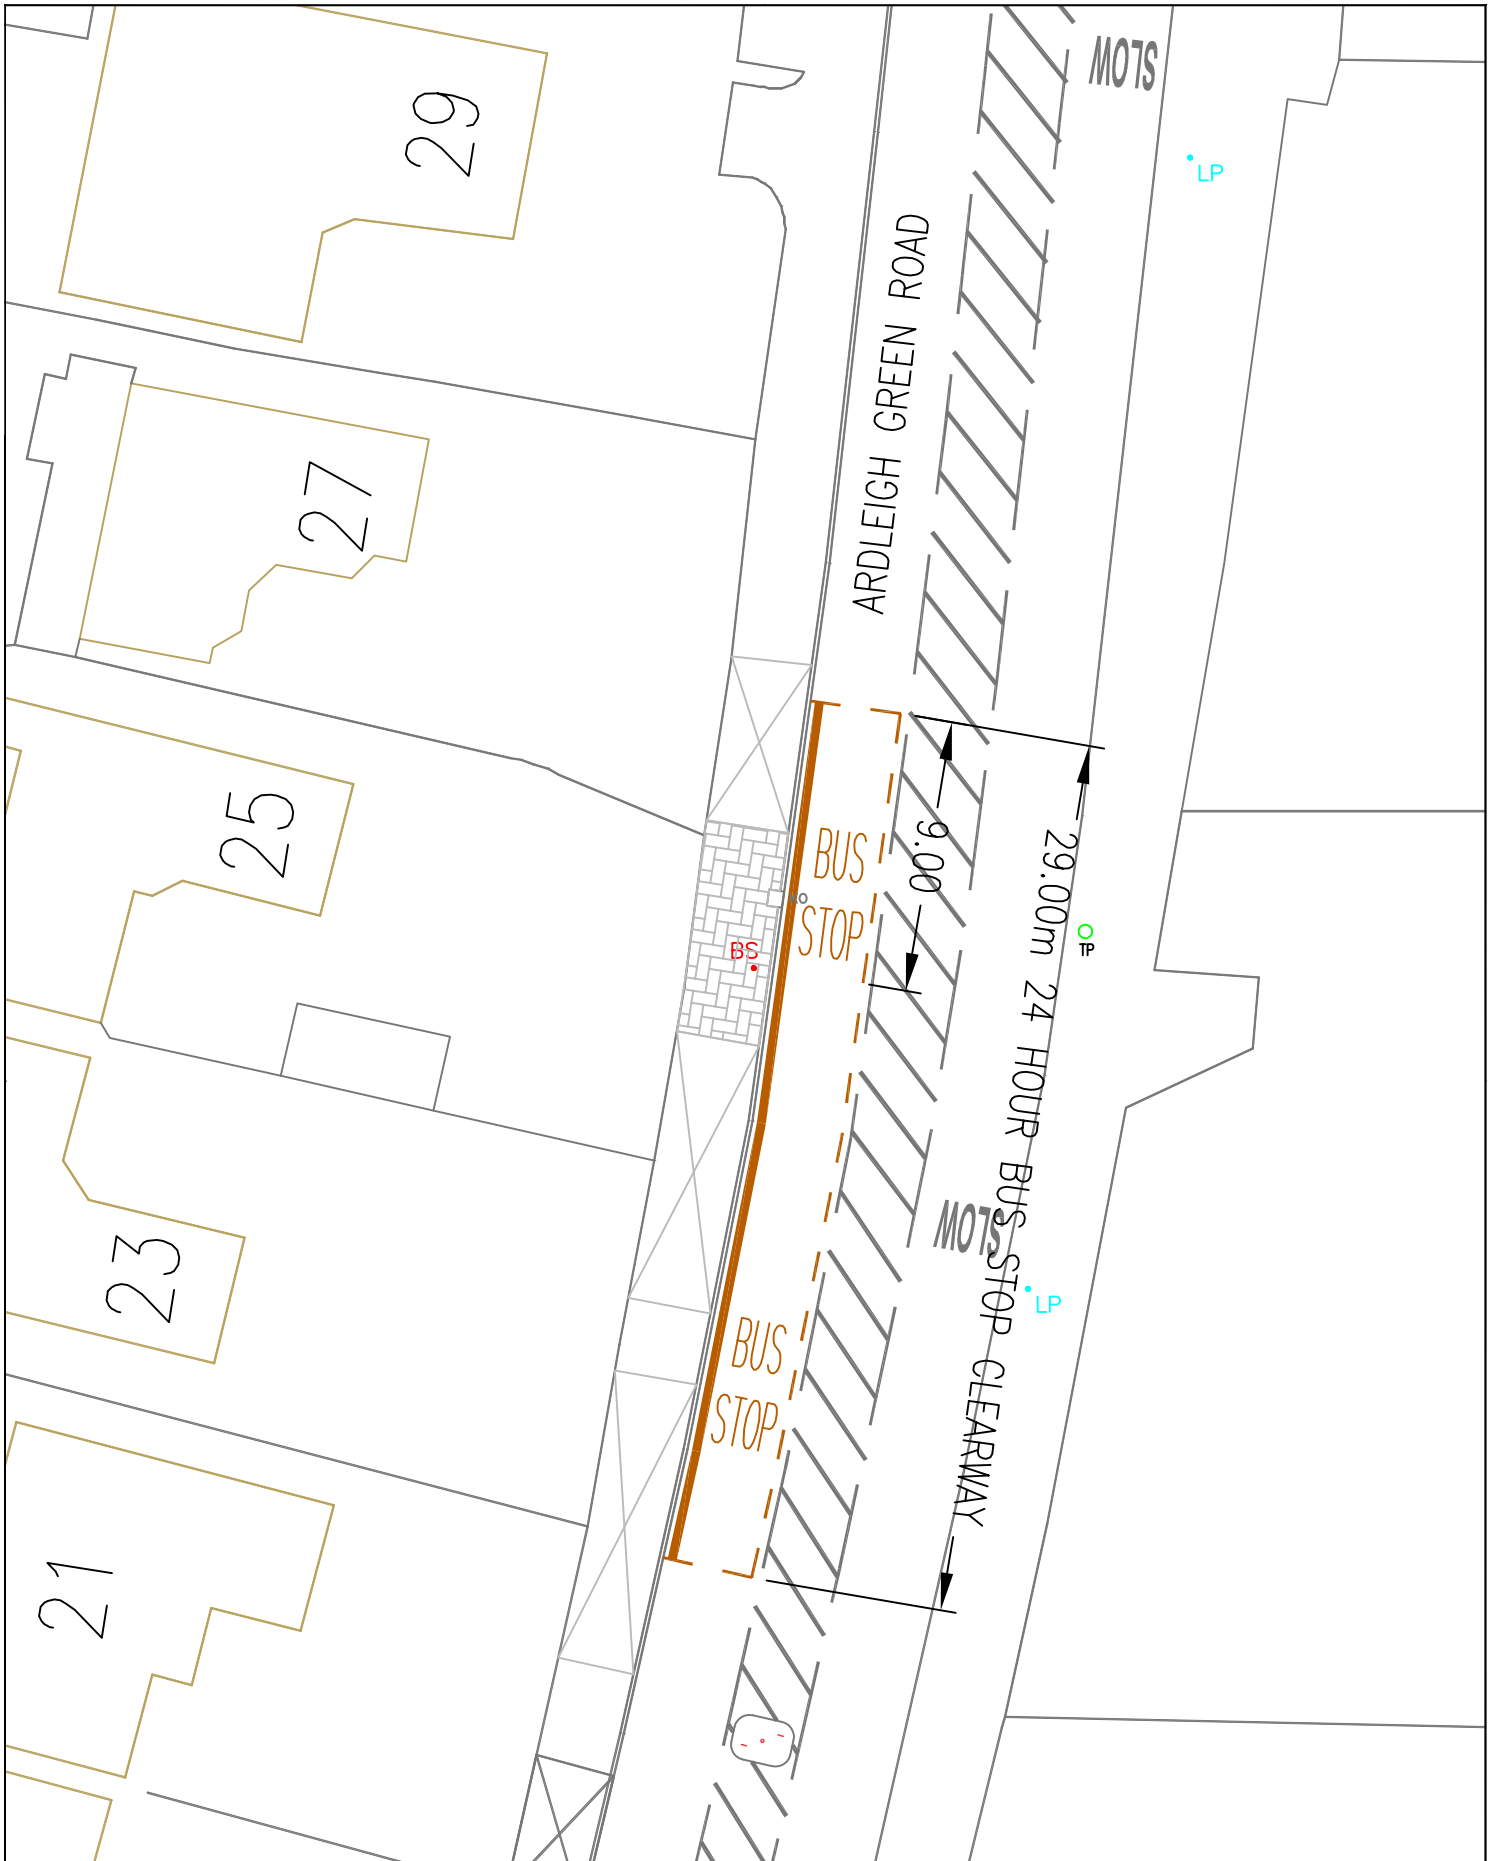 SLOW
29
LP
ARDLEIGH GREEN ROAD
27
25
BUS
STOP
9.00
29.00m 24 HOUR BUS STOP CLEARWAY
BS
TP
SLOW
23
LP
BUS
STOP
21